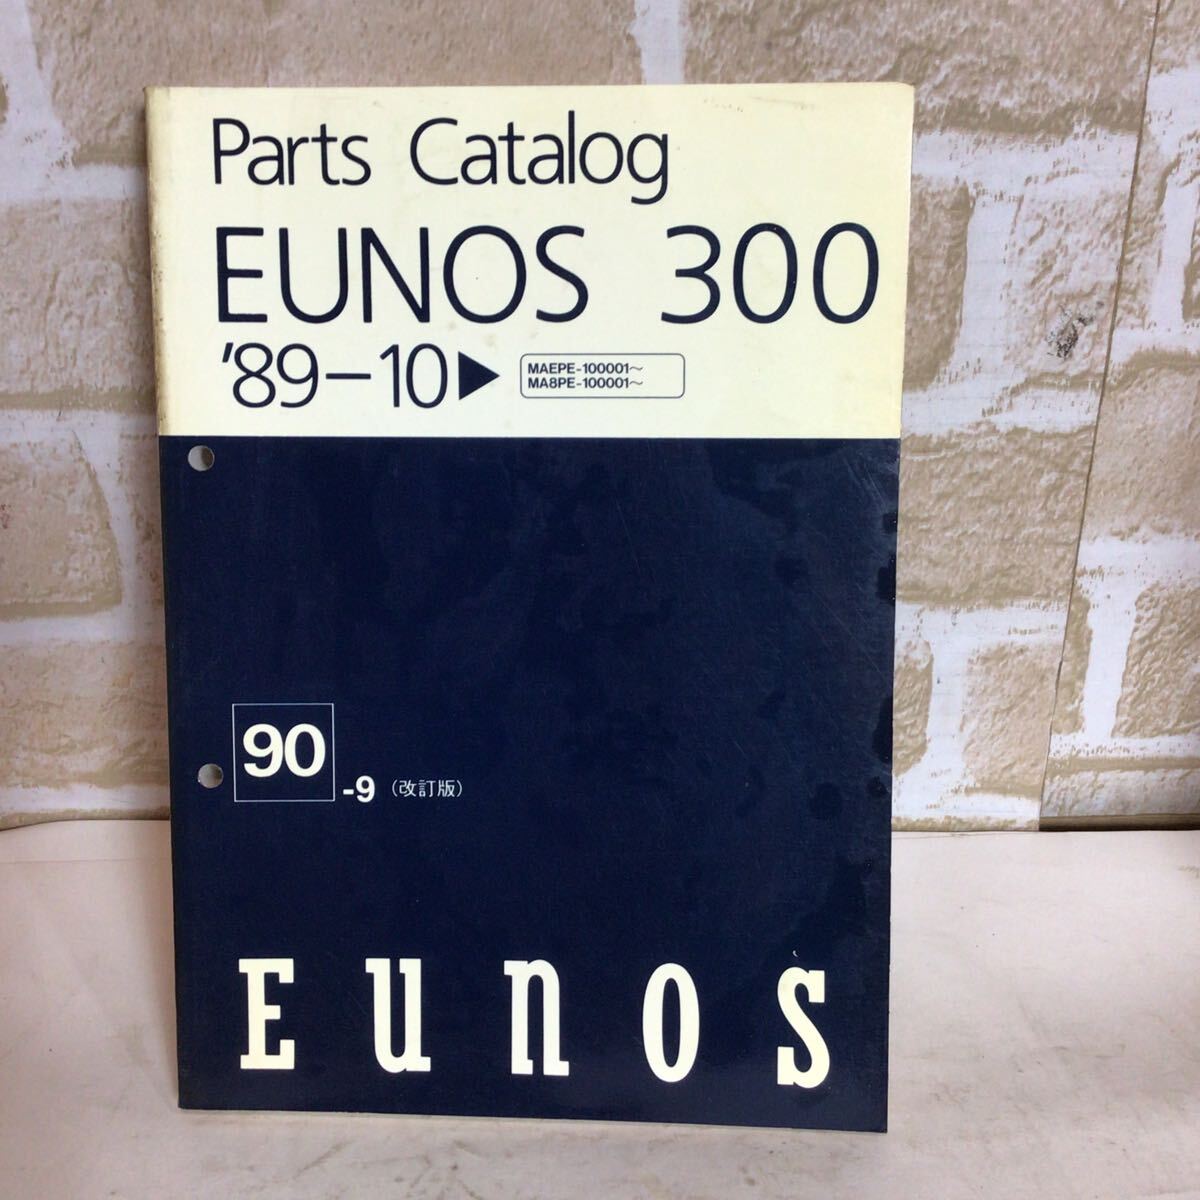 Parts Catalog
EUNOS 300
'89-10▶
MAEPE-100001～
MA8PE-100001～
90
-9 (改訂版)
EunoS